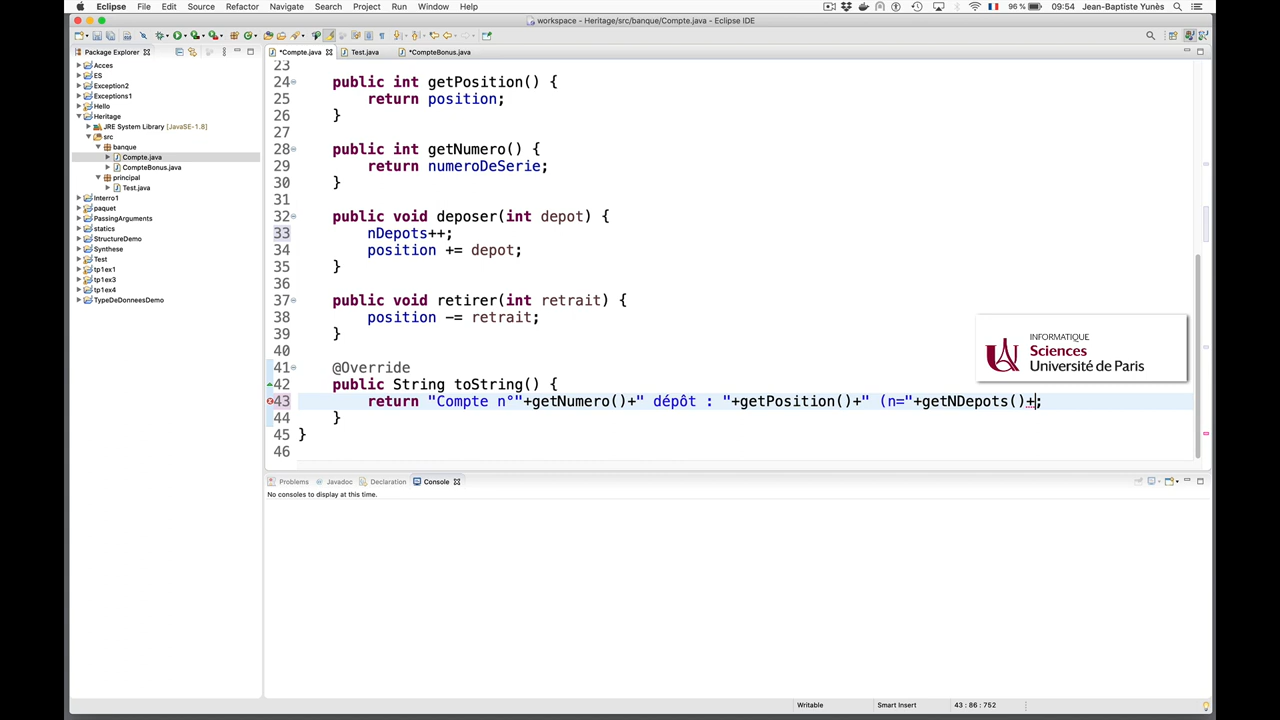 Eclipse File Edit Source Refactor Navigate Search Project Run Window Help 96 % 09:54 Jean-Baptiste Yunès
workspace - Heritage/src/banque/Compte.java - Eclipse IDE
Package Explorer
*Compte.java Test.java *CompteBonus.java
Acces
ES
Exception2
Exceptions1
Hello
Heritage
JRE System Library [JavaSE-1.8]
src
banque
Compte.java
CompteBonus.java
principal
Test.java
Interro1
paquet
PassingArguments
statics
StructureDemo
Synthese
Test
tp1ex1
tp1ex3
tp1ex4
TypeDeDonneesDemo
23
24 public int getPosition() {
25 return position;
26 }
27
28 public int getNumero() {
29 return numeroDeSerie;
30 }
31
32 public void deposer(int depot) {
33 nDepots++;
34 position += depot;
35 }
36
37 public void retirer(int retrait) {
38 position -= retrait;
39 }
40
41 @Override
42 public String toString() {
43 return "Compte n°"+getNumero()+" dépôt : "+getPosition()+" (n="+getNDepots()+;
44 }
45 }
46
INFORMATIQUE
Sciences
Université de Paris
Problems Javadoc Declaration Console
No consoles to display at this time.
Writable Smart Insert 43 : 86 : 752